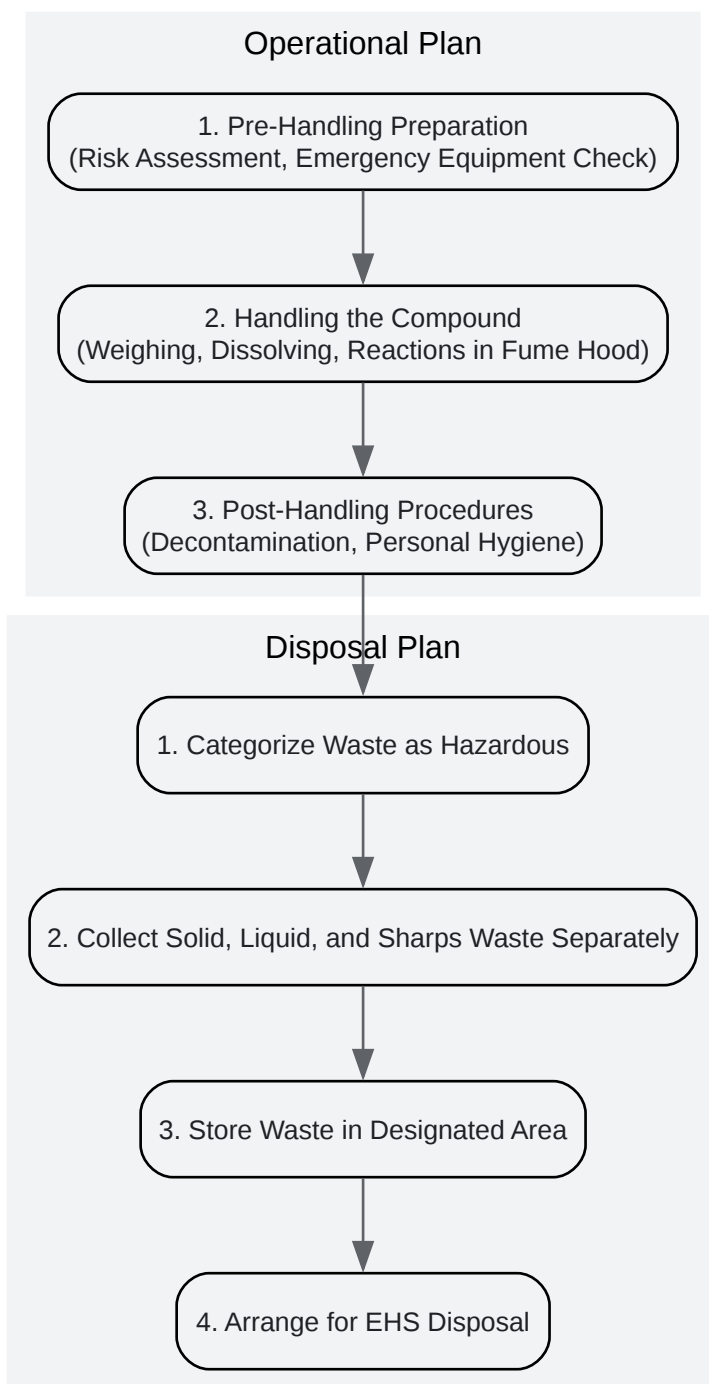 Operational Plan
1. Pre-Handling Preparation
(Risk Assessment, Emergency Equipment Check)
2. Handling the Compound
(Weighing, Dissolving, Reactions in Fume Hood)
3. Post-Handling Procedures
(Decontamination, Personal Hygiene)
Disposal Plan
1. Categorize Waste as Hazardous
2. Collect Solid, Liquid, and Sharps Waste Separately
3. Store Waste in Designated Area
4. Arrange for EHS Disposal